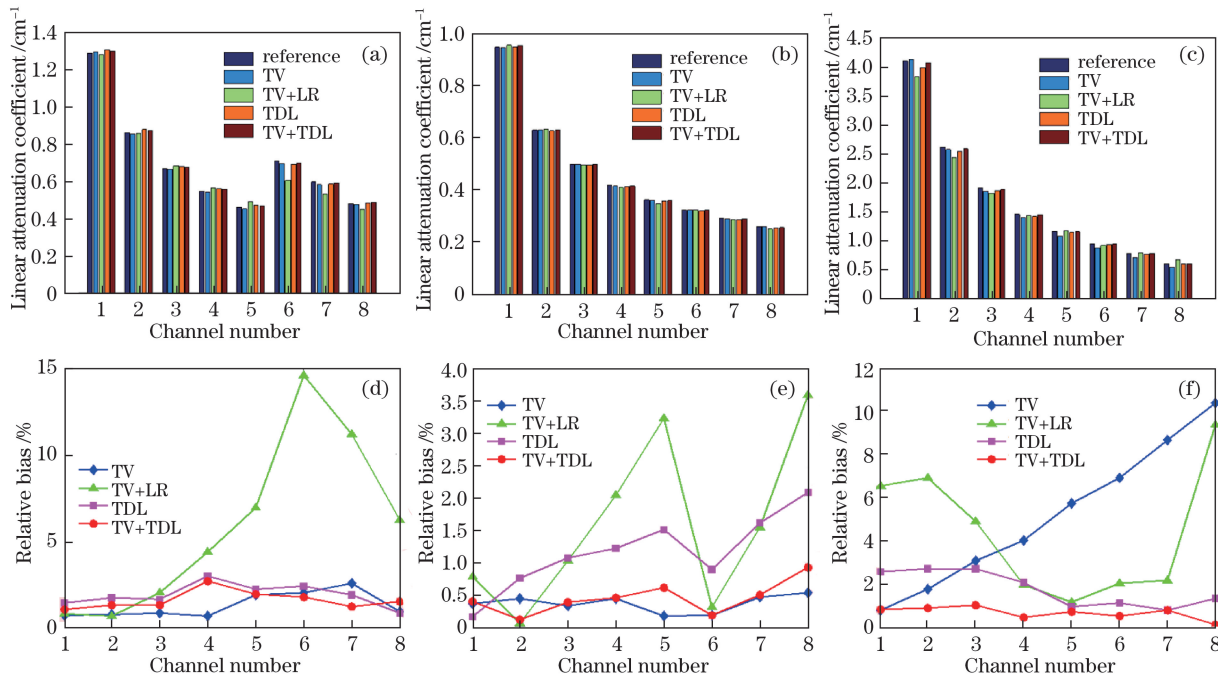 (a)
Linear attenuation coefficient /cm⁻¹
1.4
1.2
1.0
0.8
0.6
0.4
0.2
0
reference
TV
TV+LR
TDL
TV+TDL
1 2 3 4 5 6 7 8
Channel number
(b)
Linear attenuation coefficient /cm⁻¹
1.0
0.8
0.6
0.4
0.2
0
reference
TV
TV+LR
TDL
TV+TDL
1 2 3 4 5 6 7 8
Channel number
(c)
Linear attenuation coefficient /cm⁻¹
4.5
4.0
3.5
3.0
2.5
2.0
1.5
1.0
0.5
0
reference
TV
TV+LR
TDL
TV+TDL
1 2 3 4 5 6 7 8
Channel number
(d)
Relative bias /%
15
10
5
0
TV
TV+LR
TDL
TV+TDL
1 2 3 4 5 6 7 8
Channel number
(e)
Relative bias /%
4.0
3.5
3.0
2.5
2.0
1.5
1.0
0.5
0
TV
TV+LR
TDL
TV+TDL
1 2 3 4 5 6 7 8
Channel number
(f)
Relative bias /%
12
10
8
6
4
2
0
TV
TV+LR
TDL
TV+TDL
1 2 3 4 5 6 7 8
Channel number